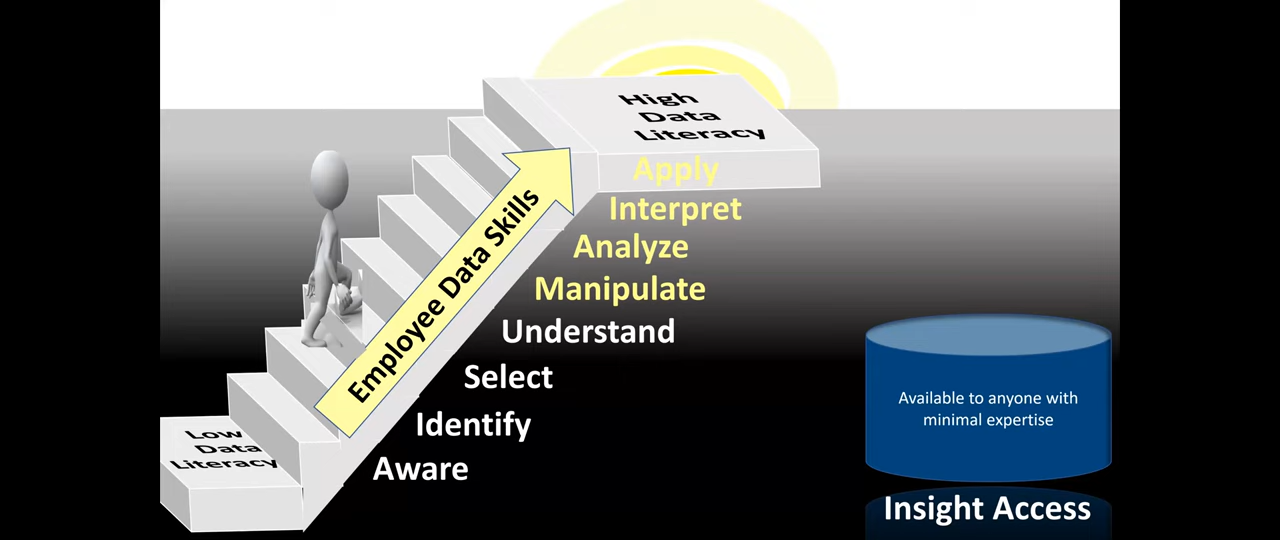 High
Data
Literacy
Apply
Interpret
Analyze
Manipulate
Understand
Select
Identify
Aware
Employee Data Skills
Low
Data
Literacy
Available to anyone with
minimal expertise
Insight Access